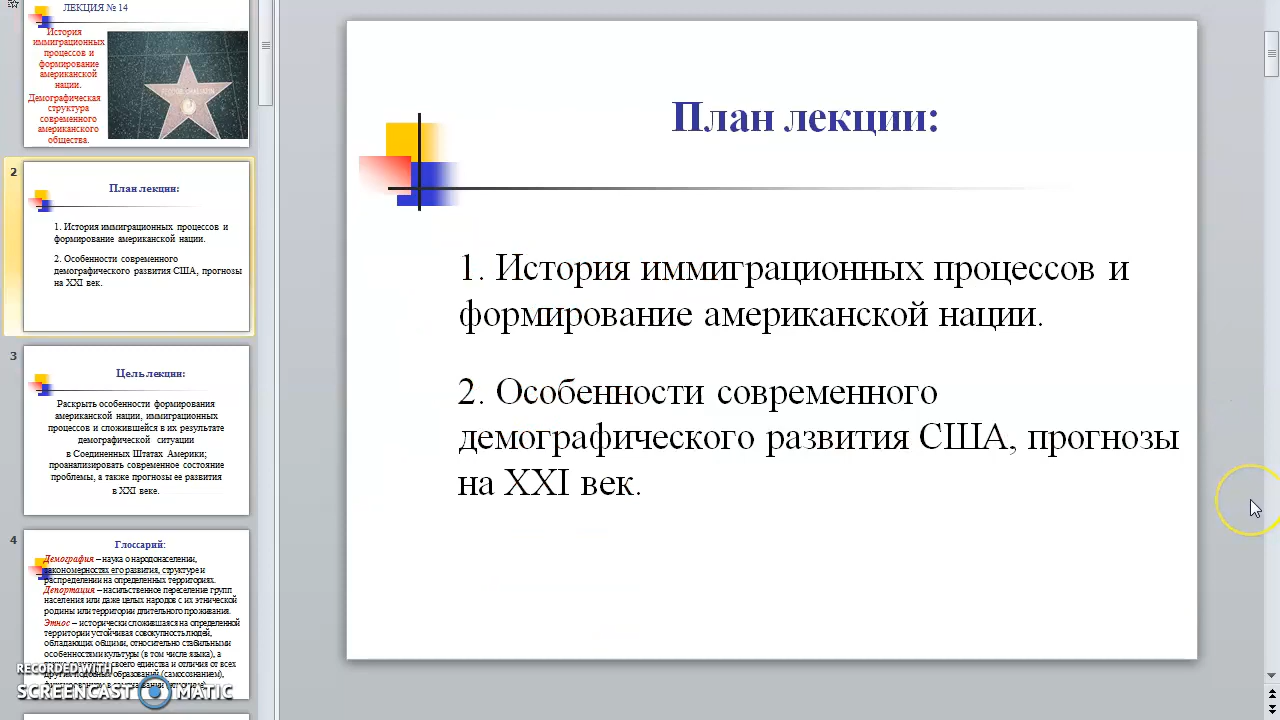 ЛЕКЦИЯ № 14
История
иммиграционных
процессов и
формирование
американской
нации.
Демографическая
структура
современного
американского
общества.
2
План лекции:
1. История иммиграционных процессов и
формирование американской нации.
2. Особенности современного
демографического развития США, прогнозы
на XXI век.
3
Цель лекции:
Раскрыть особенности формирования
американской нации, иммиграционных
процессов и сложившейся в их результате
демографической ситуации
в Соединенных Штатах Америки;
проанализировать современное состояние
проблемы, а также прогнозы ее развития
в XXI веке.
4
Глоссарий:
Демография – наука о народонаселении,
закономерностях его развития, структуре и
распределении на определенных территориях.
Депортация – насильственное переселение групп
населения или даже целых народов с их этнической
родины или территории длительного проживания.
Этнос – исторически сложившаяся на определенной
территории устойчивая совокупность людей,
обладающих общими, относительно стабильными
особенностями культуры (в том числе языка), а
своего единства и отличия от всех
других подобных образований (самосознанием),
RECORDED WITH
SCREENCAST MATIC
План лекции:
1. История иммиграционных процессов и
формирование американской нации.
2. Особенности современного
демографического развития США, прогнозы
на XXI век.